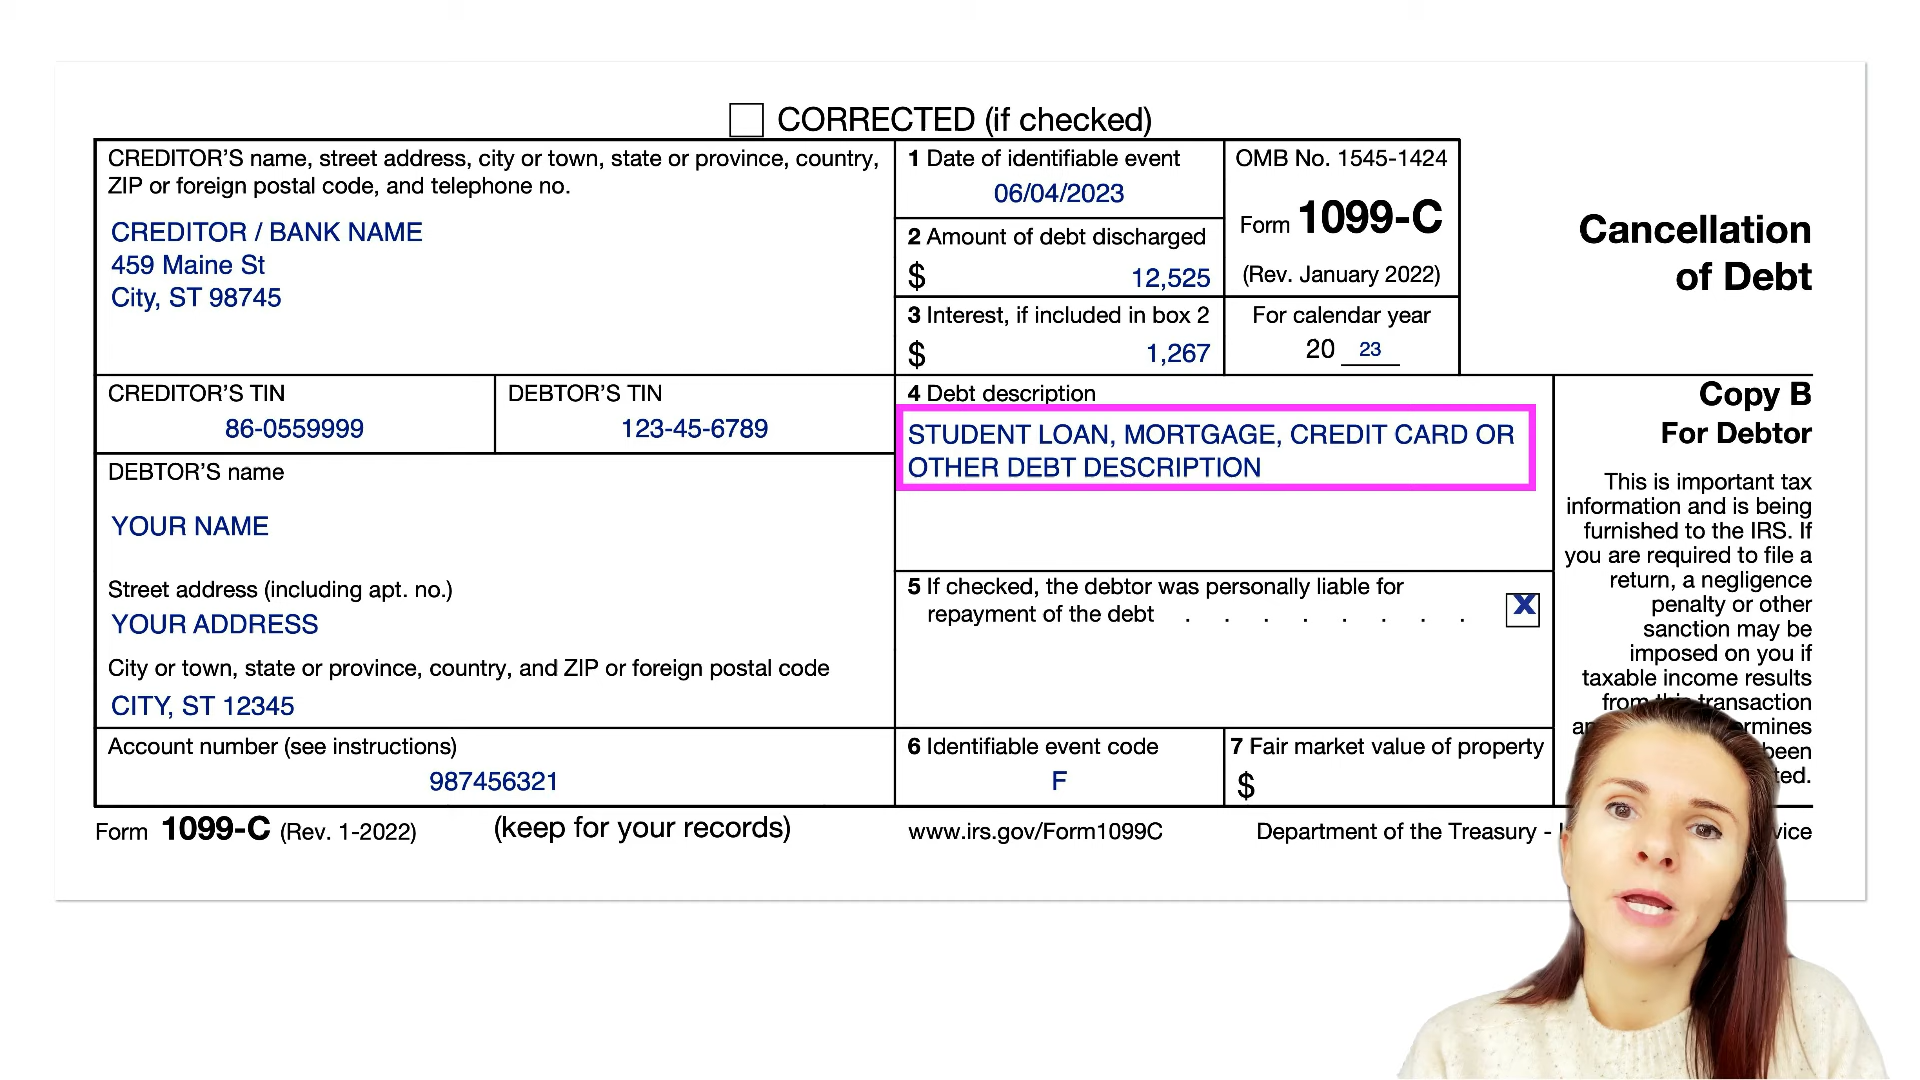 CORRECTED (if checked)
CREDITOR'S name, street address, city or town, state or province, country,
ZIP or foreign postal code, and telephone no.
CREDITOR / BANK NAME
459 Maine St
City, ST 98745
1 Date of identifiable event
06/04/2023
2 Amount of debt discharged
$ 12,525
3 Interest, if included in box 2
$ 1,267
OMB No. 1545-1424
Form 1099-C
(Rev. January 2022)
For calendar year
20 23
Cancellation
of Debt
CREDITOR'S TIN
86-0559999
DEBTOR'S TIN
123-45-6789
4 Debt description
STUDENT LOAN, MORTGAGE, CREDIT CARD OR
OTHER DEBT DESCRIPTION
Copy B
For Debtor
This is important tax
information and is being
furnished to the IRS. If
you are required to file a
return, a negligence
penalty or other
sanction may be
imposed on you if
taxable income results
from this transaction
been
DEBTOR'S name
YOUR NAME
Street address (including apt. no.)
YOUR ADDRESS
City or town, state or province, country, and ZIP or foreign postal code
CITY, ST 12345
5 If checked, the debtor was personally liable for
repayment of the debt . . . . . . . . X
Account number (see instructions)
987456321
6 Identifiable event code
F
7 Fair market value of property
$
Form 1099-C (Rev. 1-2022)
(keep for your records)
www.irs.gov/Form1099C
Department of the Treasury -